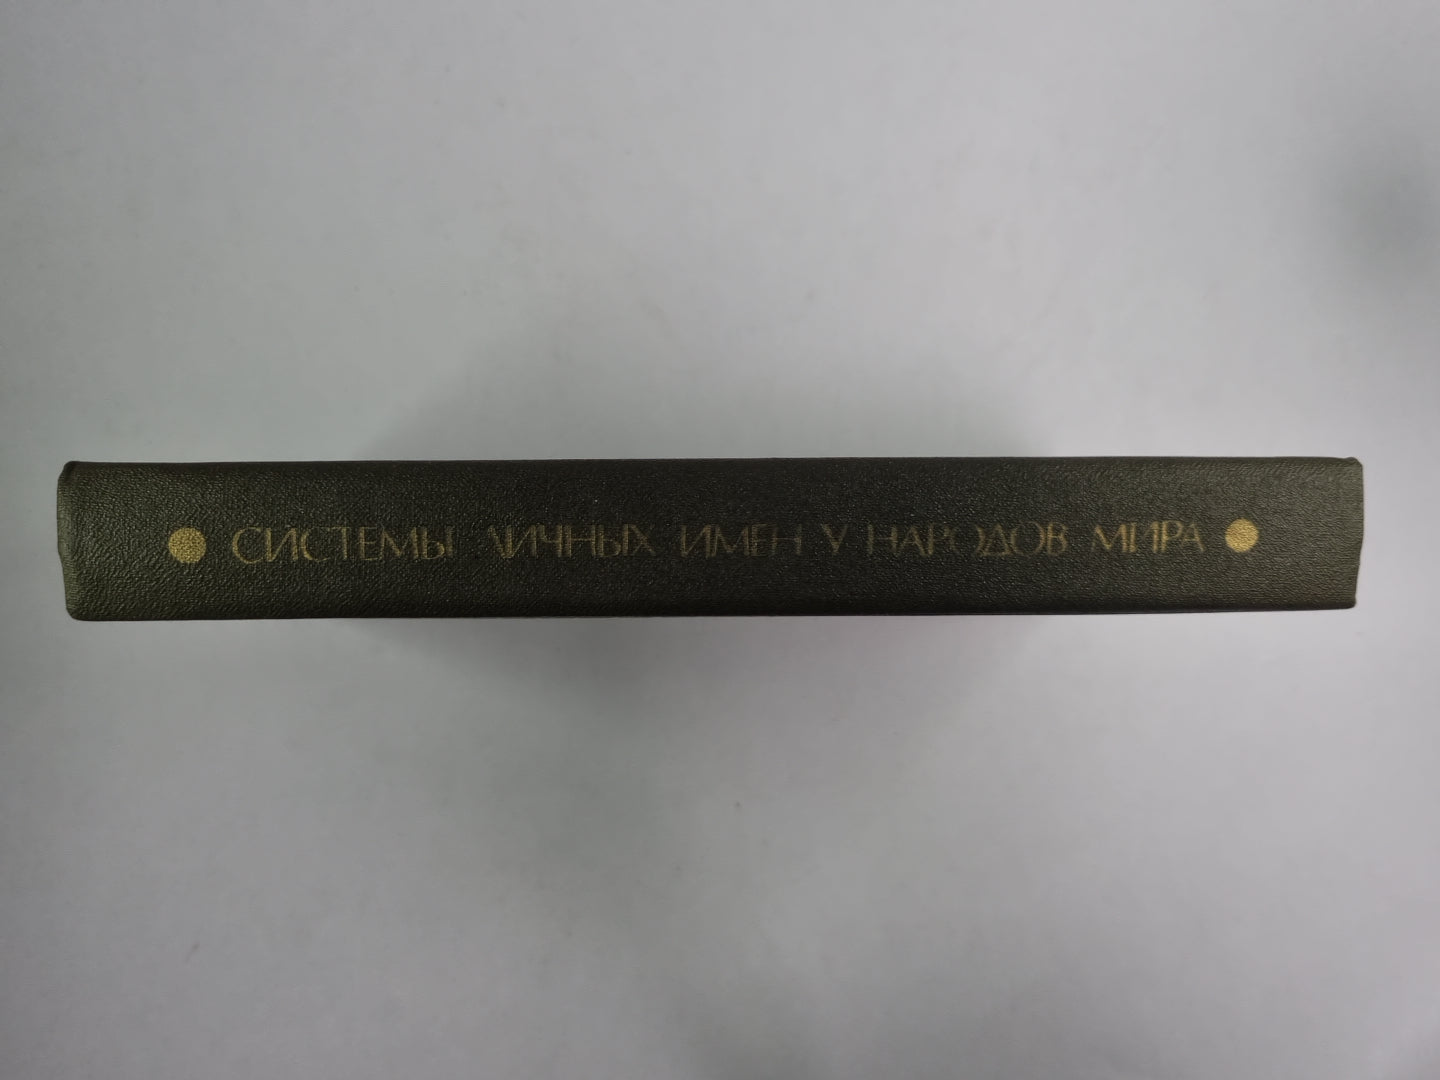 СИСТЕМЫ ЛИЧНЫХ ИМЕН У НАРОДОВ МИРА